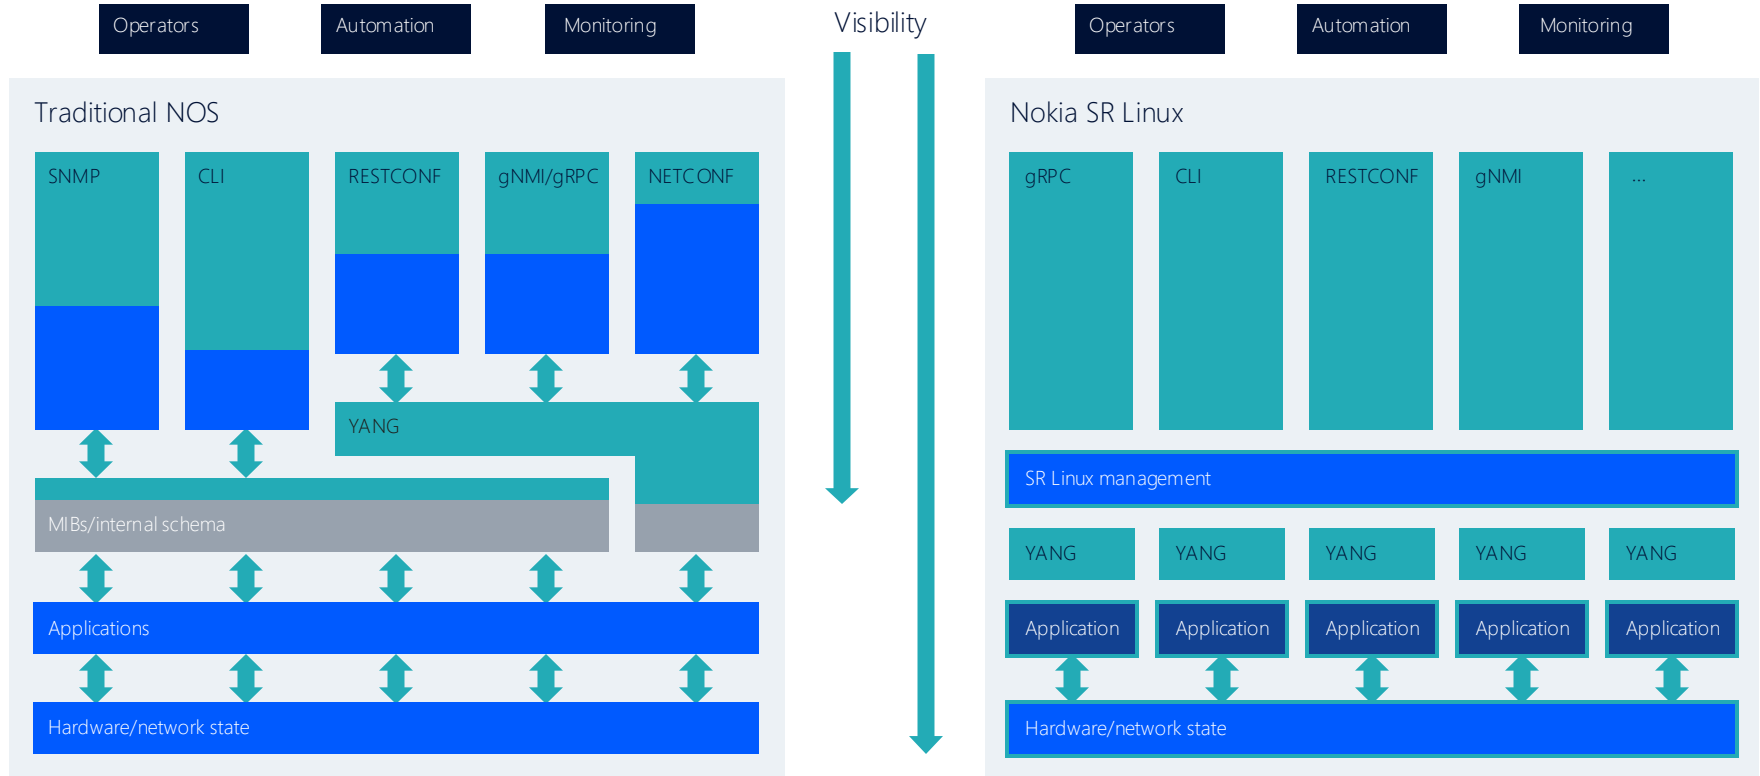 Operators
Automation
Monitoring
Visibility
Operators
Automation
Monitoring
Traditional NOS
SNMP
CLI
RESTCONF
gNMI/gRPC
NETCONF
YANG
MIBs/internal schema
Applications
Hardware/network state
Nokia SR Linux
gRPC
CLI
RESTCONF
gNMI
...
SR Linux management
YANG
YANG
YANG
YANG
YANG
Application
Application
Application
Application
Application
Hardware/network state